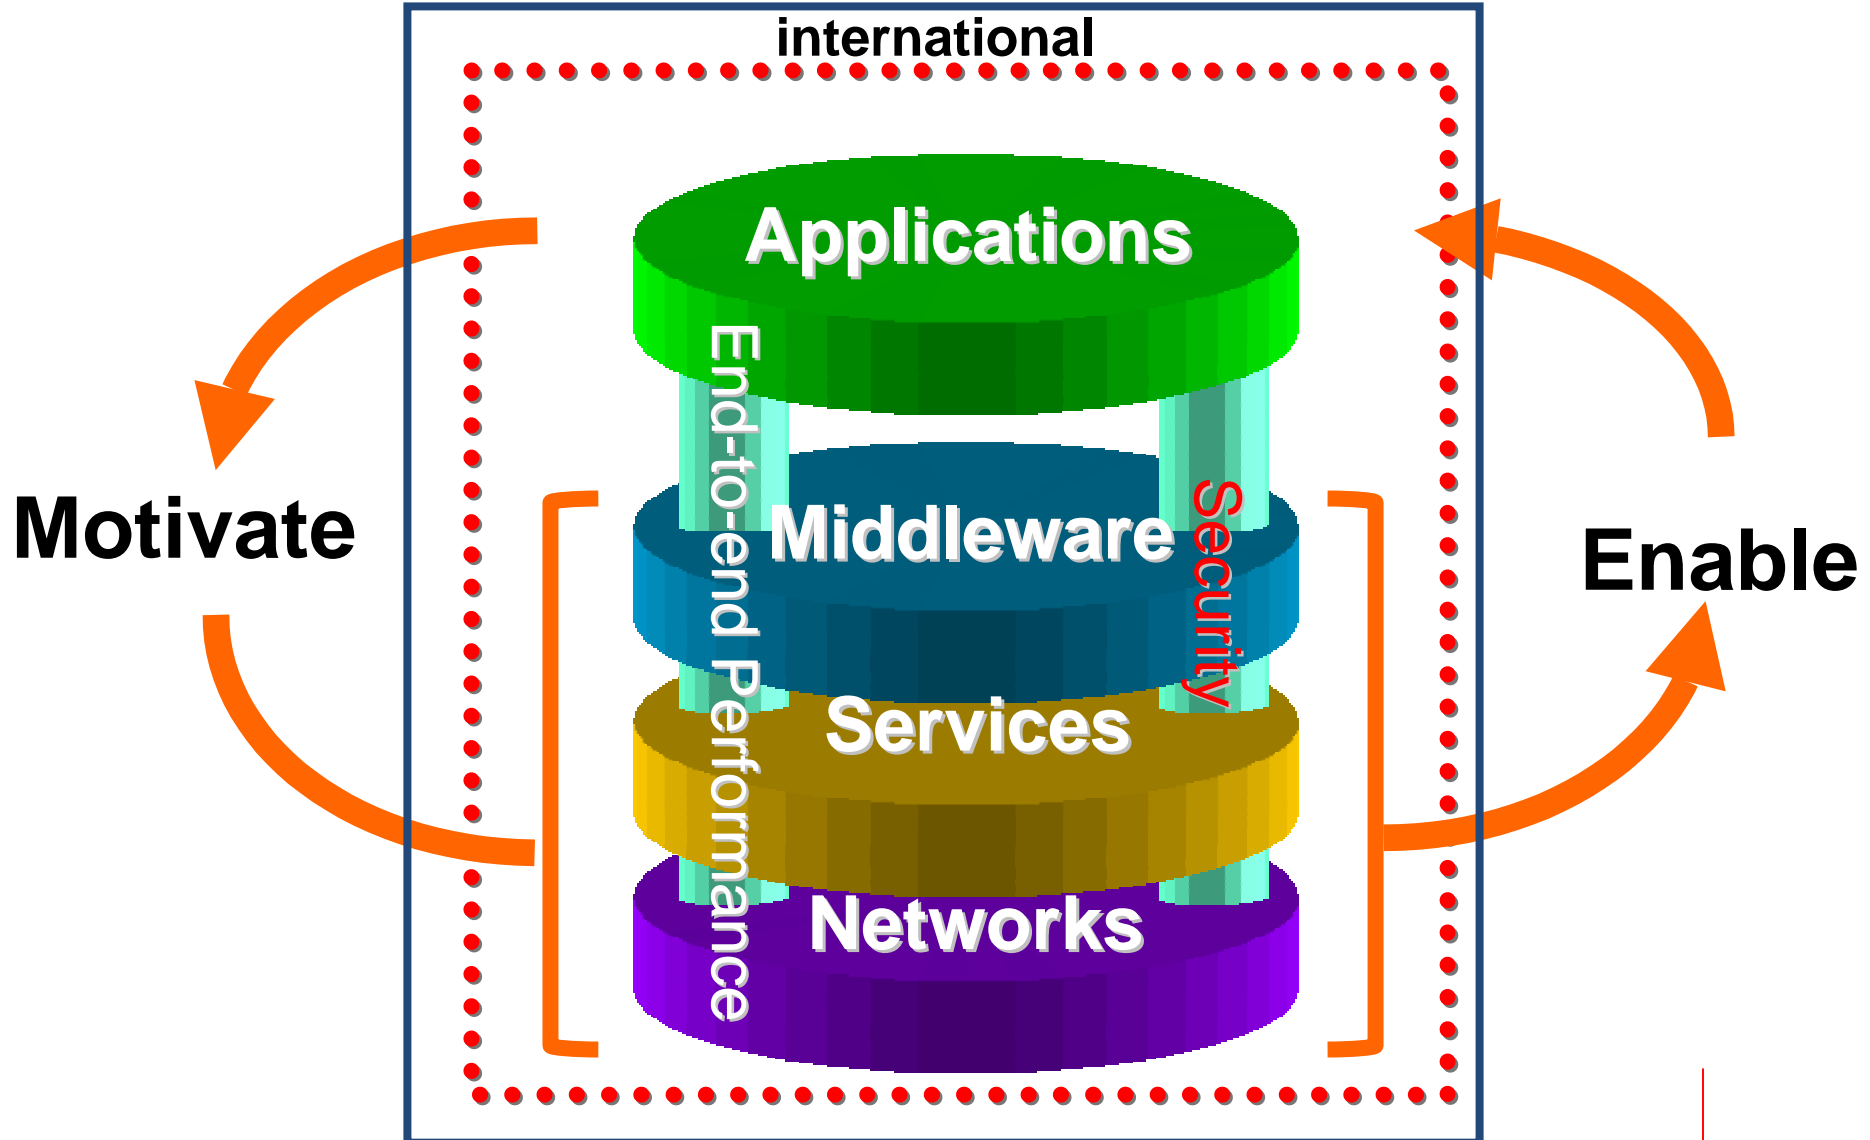 international
Applications
End-to-end Performance
Motivate
Middleware
Security
Enable
Services
Networks